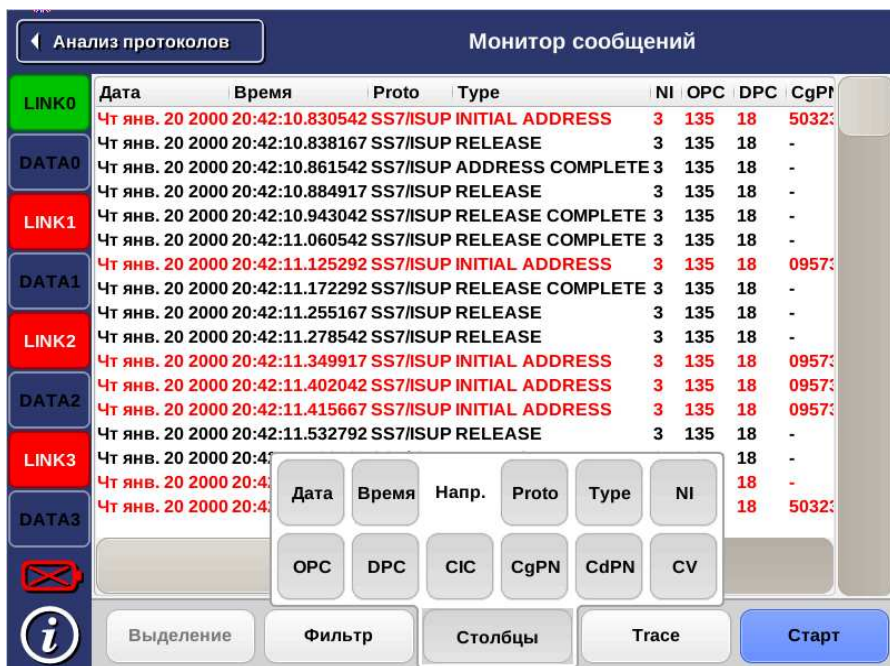 Анализ протоколов
Монитор сообщений
LINK0
DATA0
LINK1
DATA1
LINK2
DATA2
LINK3
DATA3
Дата Время Proto Type NI OPC DPC CgPN
Чт янв. 20 2000 20:42:10.830542 SS7/ISUP INITIAL ADDRESS 3 135 18 50323
Чт янв. 20 2000 20:42:10.838167 SS7/ISUP RELEASE 3 135 18 -
Чт янв. 20 2000 20:42:10.861542 SS7/ISUP ADDRESS COMPLETE 3 135 18 -
Чт янв. 20 2000 20:42:10.884917 SS7/ISUP RELEASE 3 135 18 -
Чт янв. 20 2000 20:42:10.943042 SS7/ISUP RELEASE COMPLETE 3 135 18 -
Чт янв. 20 2000 20:42:11.060542 SS7/ISUP RELEASE COMPLETE 3 135 18 -
Чт янв. 20 2000 20:42:11.125292 SS7/ISUP INITIAL ADDRESS 3 135 18 09573
Чт янв. 20 2000 20:42:11.172292 SS7/ISUP RELEASE COMPLETE 3 135 18 -
Чт янв. 20 2000 20:42:11.255167 SS7/ISUP RELEASE 3 135 18 -
Чт янв. 20 2000 20:42:11.278542 SS7/ISUP RELEASE 3 135 18 -
Чт янв. 20 2000 20:42:11.349917 SS7/ISUP INITIAL ADDRESS 3 135 18 09573
Чт янв. 20 2000 20:42:11.402042 SS7/ISUP INITIAL ADDRESS 3 135 18 09573
Чт янв. 20 2000 20:42:11.415667 SS7/ISUP INITIAL ADDRESS 3 135 18 09573
Чт янв. 20 2000 20:42:11.532792 SS7/ISUP RELEASE 3 135 18 -
Чт янв. 20 2000 20:4 18 -
Чт янв. 20 2000 20:4 18 -
Чт янв. 20 2000 20:4 18 50323
Дата Время Напр. Proto Type NI
OPC DPC CIC CgPN CdPN CV
i
Выделение Фильтр Столбцы Trace Старт